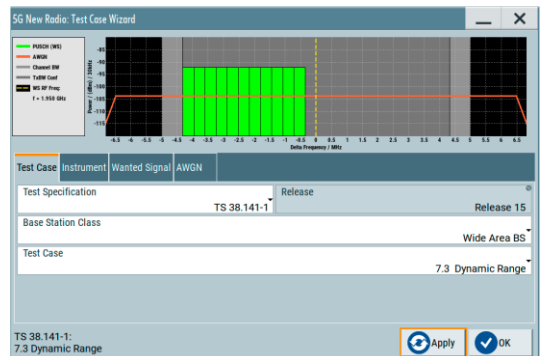 5G New Radio: Test Case Wizard
PUSCH (WS)
AWGN
Channel BW
TxBW Conf
WS RF Freq
f = 1.950 GHz
Power / (dBm) / 30kHz
-85
-90
-95
-100
-105
-110
-115
-6.5 -6 -5.5 -5 -4.5 -4 -3.5 -3 -2.5 -2 -1.5 -1 -0.5 0 0.5 1 1.5 2 2.5 3 3.5 4 4.5 5 5.5 6 6.5
Delta Frequency / MHz
Test Case Instrument Wanted Signal AWGN
Test Specification
TS 38.141-1
Release
Release 15
Base Station Class
Wide Area BS
Test Case
7.3 Dynamic Range
TS 38.141-1:
7.3 Dynamic Range
Apply
OK